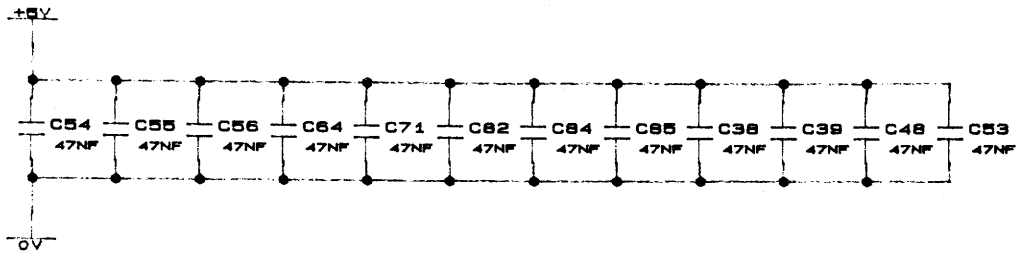 +5V
C54 C55 C56 C64 C71 C82 C84 C85 C38 C39 C48 C53
47NF 47NF 47NF 47NF 47NF 47NF 47NF 47NF 47NF 47NF 47NF 47NF
0V